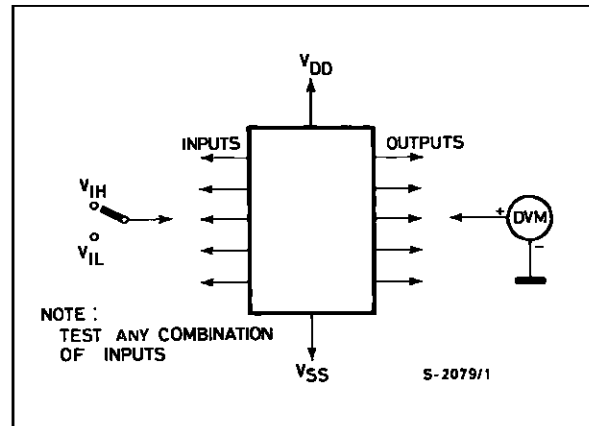 VDD
INPUTS
OUTPUTS
VIH
VIL
+
DVM
−
NOTE :
TEST ANY COMBINATION
OF INPUTS
VSS
S-2079/1